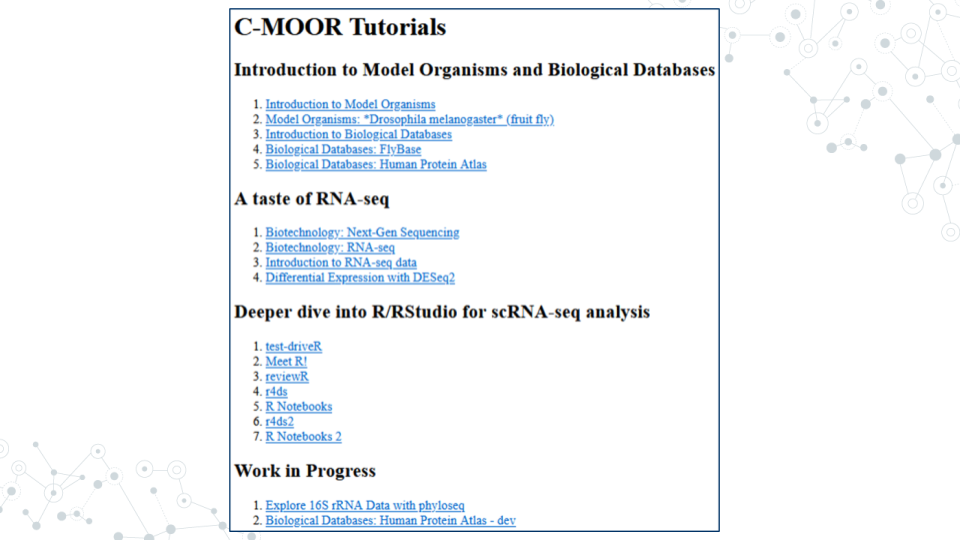 C-MOOR Tutorials
Introduction to Model Organisms and Biological Databases
1. Introduction to Model Organisms
2. Model Organisms: *Drosophila melanogaster* (fruit fly)
3. Introduction to Biological Databases
4. Biological Databases: FlyBase
5. Biological Databases: Human Protein Atlas
A taste of RNA-seq
1. Biotechnology: Next-Gen Sequencing
2. Biotechnology: RNA-seq
3. Introduction to RNA-seq data
4. Differential Expression with DESeq2
Deeper dive into R/RStudio for scRNA-seq analysis
1. test-driveR
2. Meet R!
3. reviewR
4. r4ds
5. R Notebooks
6. r4ds2
7. R Notebooks 2
Work in Progress
1. Explore 16S rRNA Data with phyloseq
2. Biological Databases: Human Protein Atlas - dev